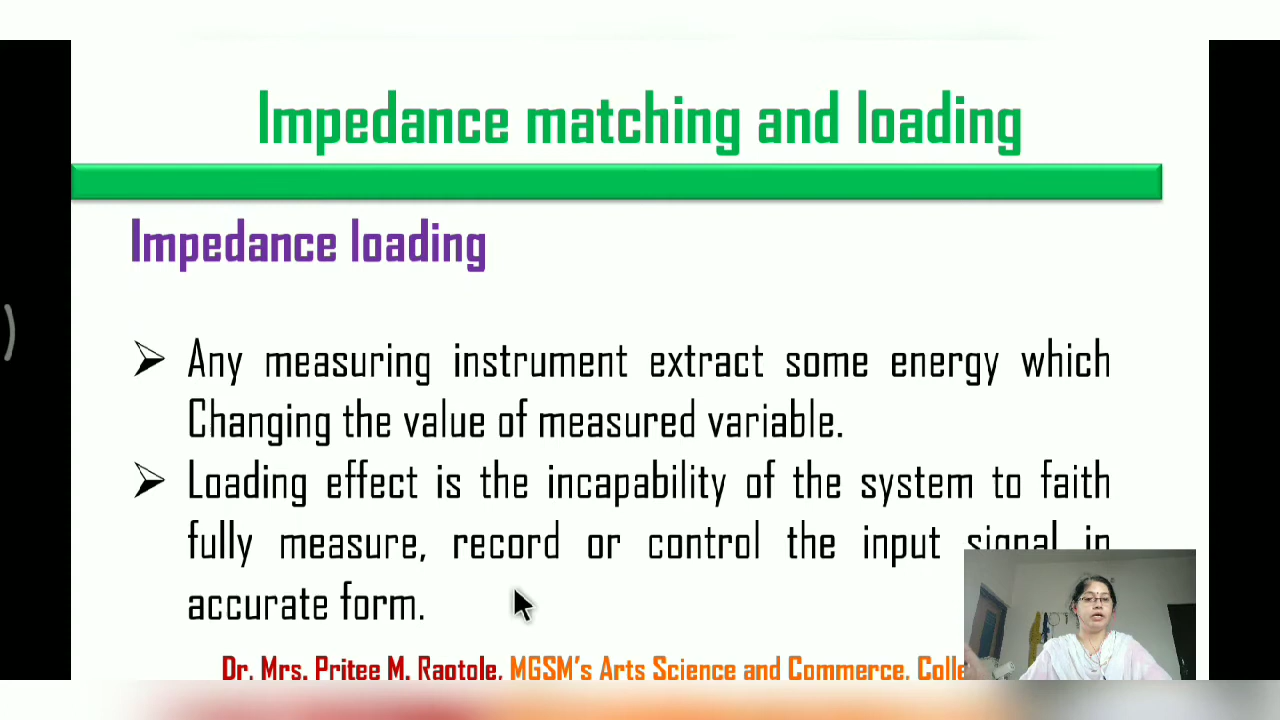 Impedance matching and loading
Impedance loading
Any measuring instrument extract some energy which
Changing the value of measured variable.
Loading effect is the incapability of the system to faith
fully measure, record or control the input signal in
accurate form.
Dr. Mrs. Pritee M. Raotole, MGSM's Arts Science and Commerce, Colle